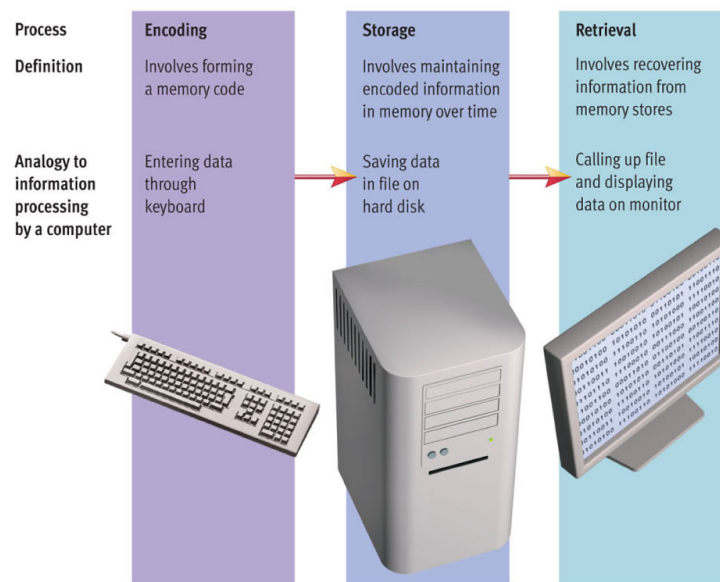 Process
Encoding
Storage
Retrieval
Definition
Involves forming
a memory code
Involves maintaining
encoded information
in memory over time
Involves recovering
information from
memory stores
Analogy to
information
processing
by a computer
Entering data
through
keyboard
Saving data
in file on
hard disk
Calling up file
and displaying
data on monitor